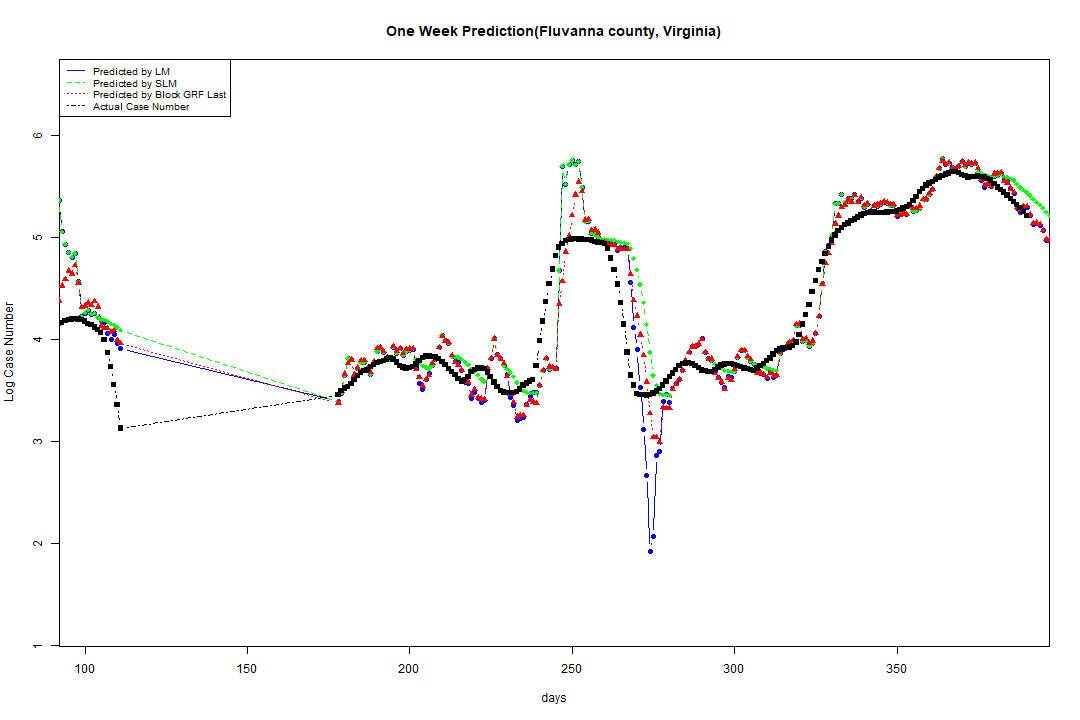 One Week Prediction(Fluvanna county, Virginia)
Predicted by LM
Predicted by SLM
Predicted by Block GRF Last
Actual Case Number
6
5
4
3
2
1
Log Case Number
100 150 200 250 300 350
days